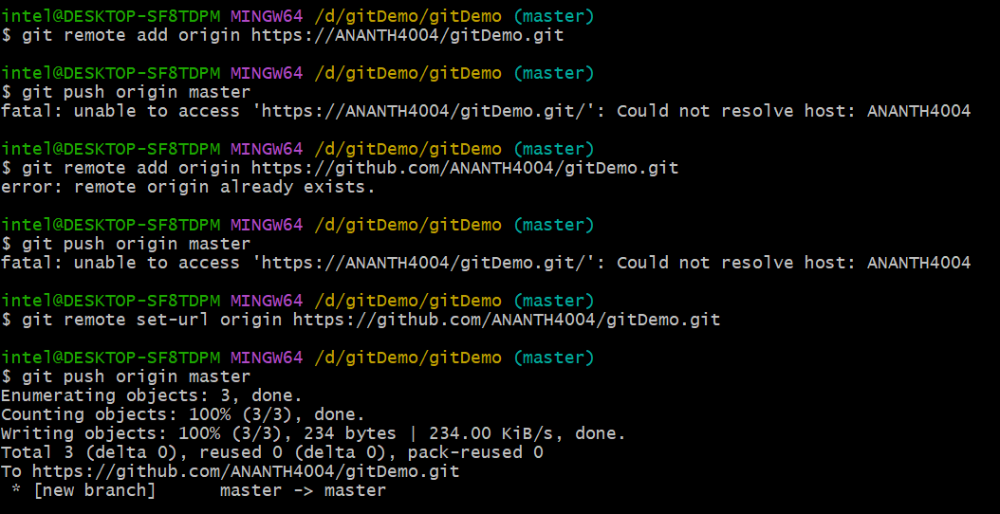 intel@DESKTOP-SF8TDPM MINGW64 /d/gitDemo/gitDemo (master)
$ git remote add origin https://ANANTH4004/gitDemo.git
intel@DESKTOP-SF8TDPM MINGW64 /d/gitDemo/gitDemo (master)
$ git push origin master
fatal: unable to access 'https://ANANTH4004/gitDemo.git/': Could not resolve host: ANANTH4004
intel@DESKTOP-SF8TDPM MINGW64 /d/gitDemo/gitDemo (master)
$ git remote add origin https://github.com/ANANTH4004/gitDemo.git
error: remote origin already exists.
intel@DESKTOP-SF8TDPM MINGW64 /d/gitDemo/gitDemo (master)
$ git push origin master
fatal: unable to access 'https://ANANTH4004/gitDemo.git/': Could not resolve host: ANANTH4004
intel@DESKTOP-SF8TDPM MINGW64 /d/gitDemo/gitDemo (master)
$ git remote set-url origin https://github.com/ANANTH4004/gitDemo.git
intel@DESKTOP-SF8TDPM MINGW64 /d/gitDemo/gitDemo (master)
$ git push origin master
Enumerating objects: 3, done.
Counting objects: 100% (3/3), done.
Writing objects: 100% (3/3), 234 bytes | 234.00 KiB/s, done.
Total 3 (delta 0), reused 0 (delta 0), pack-reused 0
To https://github.com/ANANTH4004/gitDemo.git
 * [new branch]      master -> master